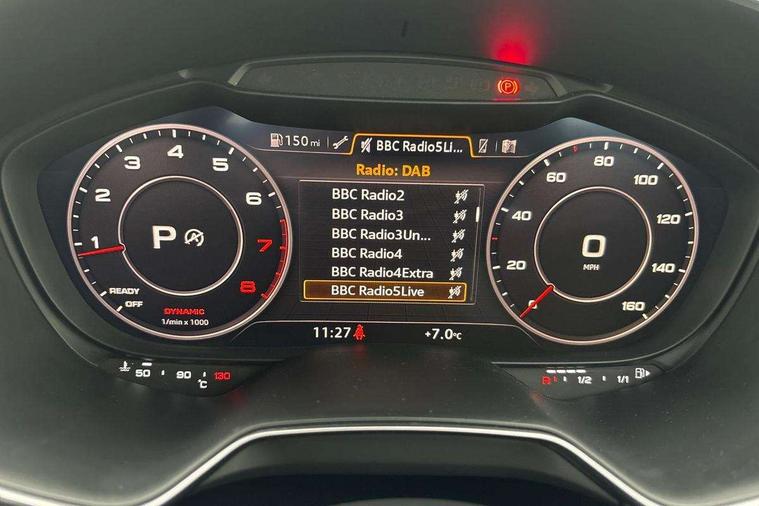 (P)
150 mi
BBC Radio5Li...
Radio: DAB
BBC Radio2
BBC Radio3
BBC Radio3Un...
BBC Radio4
BBC Radio4Extra
BBC Radio5Live
11:27
+7.0°C
1 2 3 4 5 6 7 8
P
A
READY
OFF
DYNAMIC
1/min x 1000
0 20 40 60 80 100 120 140 160
0
MPH
50 90 130
°C
R 1/2 1/1